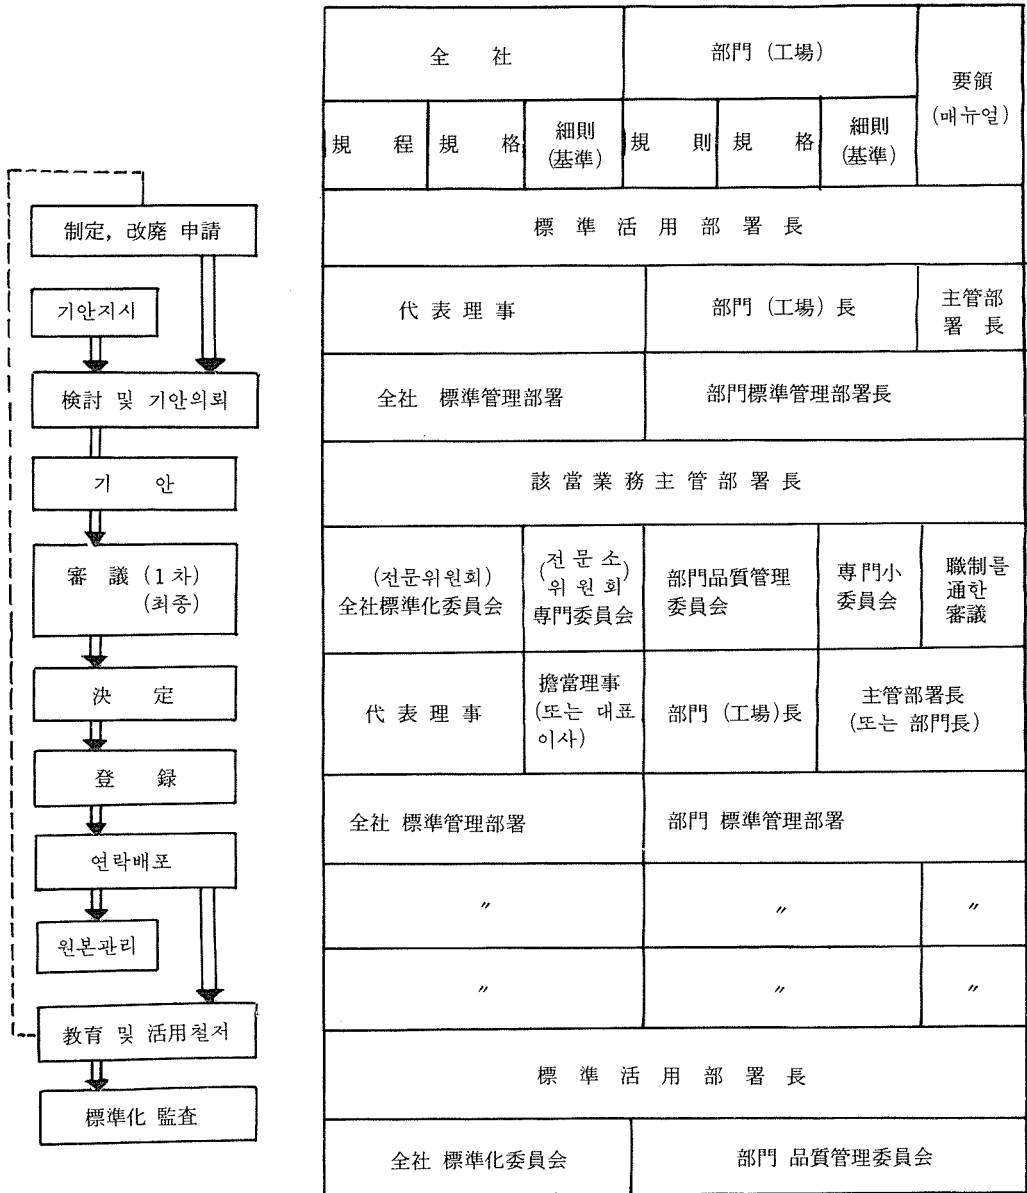 全 社
部門 (工場)
要領
(매뉴얼)
規 程
規 格
細則
(基準)
規 則
規 格
細則
(基準)
制定, 改廃 申請
標 準 活 用 部 署 長
기안지시
代 表 理 事
部門 (工場) 長
主管部
署 長
検討 및 기안의뢰
全社 標準管理部署
部門標準管理部署長
기 안
該 當 業 務 主 管 部 署 長
審 議 (1차)
(최종)
(전문위원회)
全社標準化委員会
(전 문 소
위 원 회)
専門委員会
部門品質管理
委員会
専門小
委員会
職制를
通한
審議
決 定
代 表 理 事
擔當理事
(또는 대표
이사)
部門 (工場)長
主管部署長
(또는 部門長)
登 録
全社 標準管理部署
部門 標準管理部署
연락배포
〃
〃
〃
원본관리
〃
〃
〃
教育 및 活用철저
標 準 活 用 部 署 長
標準化 監査
全社 標準化委員会
部門 品質管理委員会